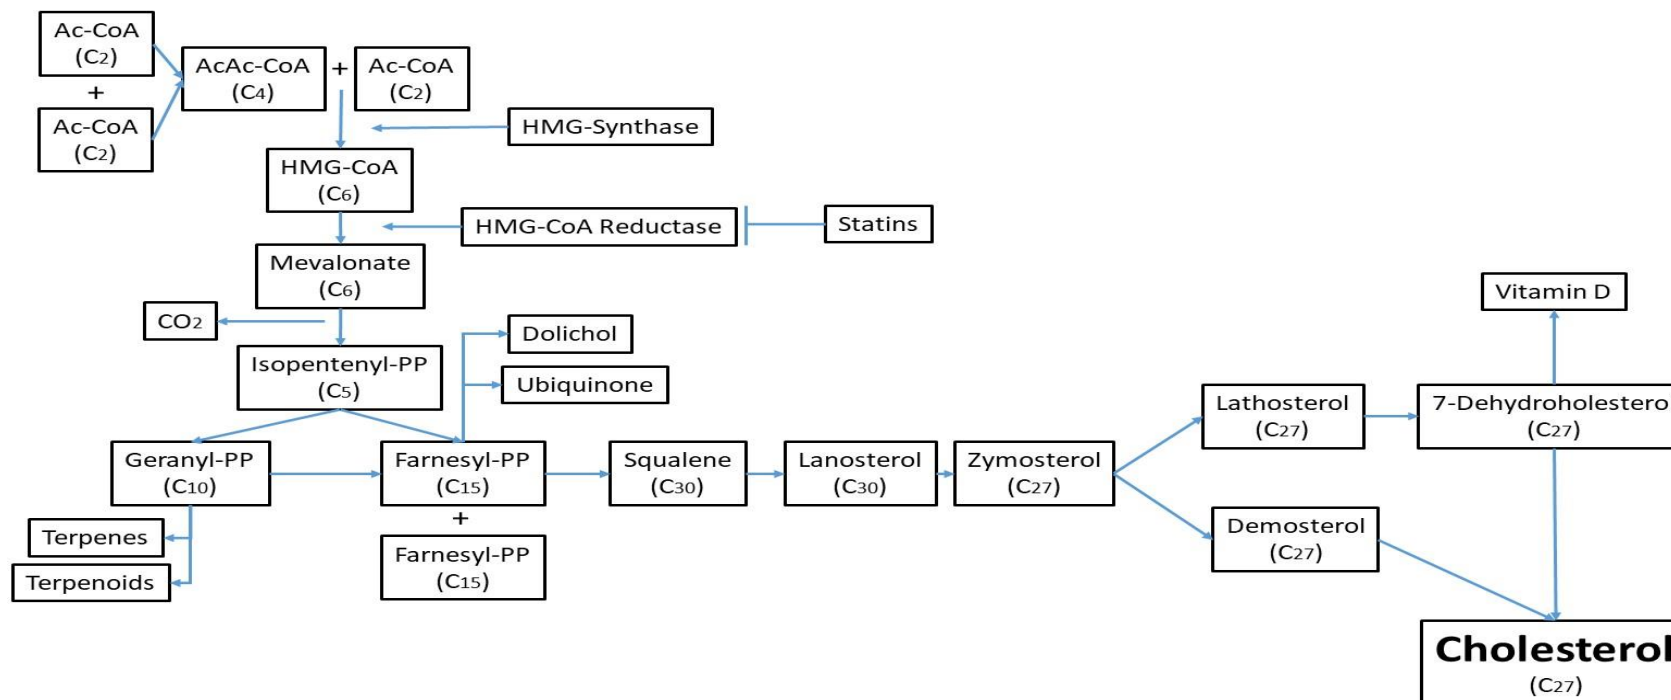 Ac-CoA
(C2)
+
Ac-CoA
(C2)
AcAc-CoA
(C4)
+
Ac-CoA
(C2)
HMG-Synthase
HMG-CoA
(C6)
HMG-CoA Reductase
Statins
Mevalonate
(C6)
CO2
Isopentenyl-PP
(C5)
Dolichol
Ubiquinone
Geranyl-PP
(C10)
Terpenes
Terpenoids
Farnesyl-PP
(C15)
+
Farnesyl-PP
(C15)
Squalene
(C30)
Lanosterol
(C30)
Zymosterol
(C27)
Lathosterol
(C27)
7-Dehydroholesterol
(C27)
Vitamin D
Demosterol
(C27)
Cholesterol
(C27)